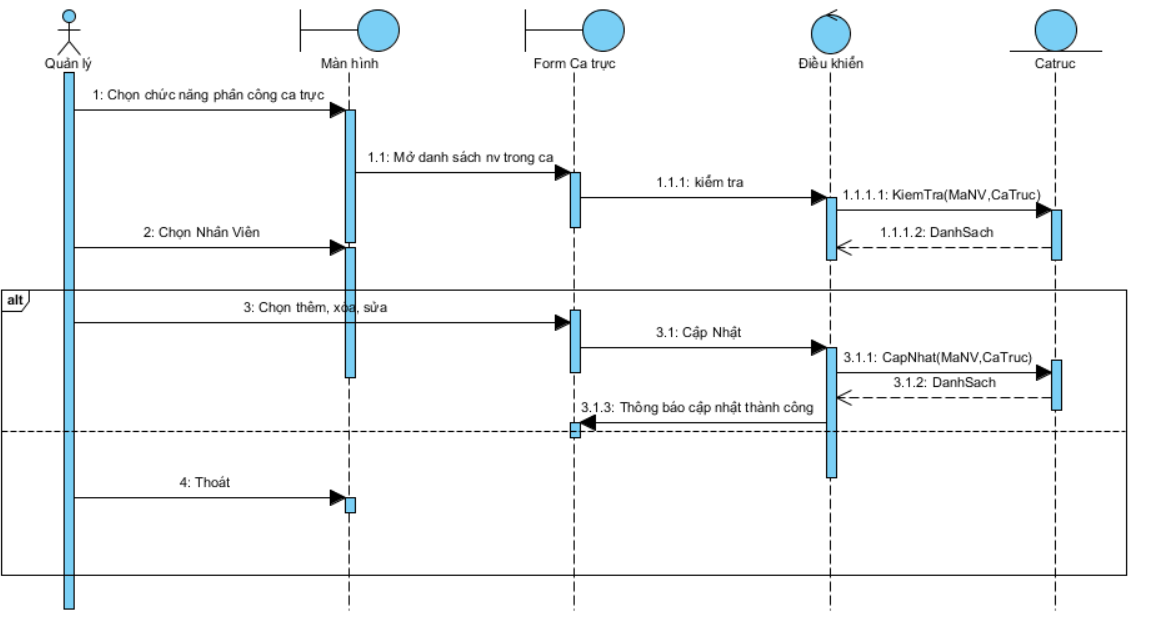 Quản lý
Màn hình
Form Ca trực
Điều khiển
Catruc
1: Chọn chức năng phân công ca trực
1.1: Mở danh sách nv trong ca
1.1.1: kiểm tra
1.1.1.1: KiemTra(MaNV,CaTruc)
2: Chọn Nhân Viên
1.1.1.2: DanhSach
alt
3: Chọn thêm, xóa, sửa
3.1: Cập Nhật
3.1.1: CapNhat(MaNV,CaTruc)
3.1.2: DanhSach
3.1.3: Thông báo cập nhật thành công
4: Thoát